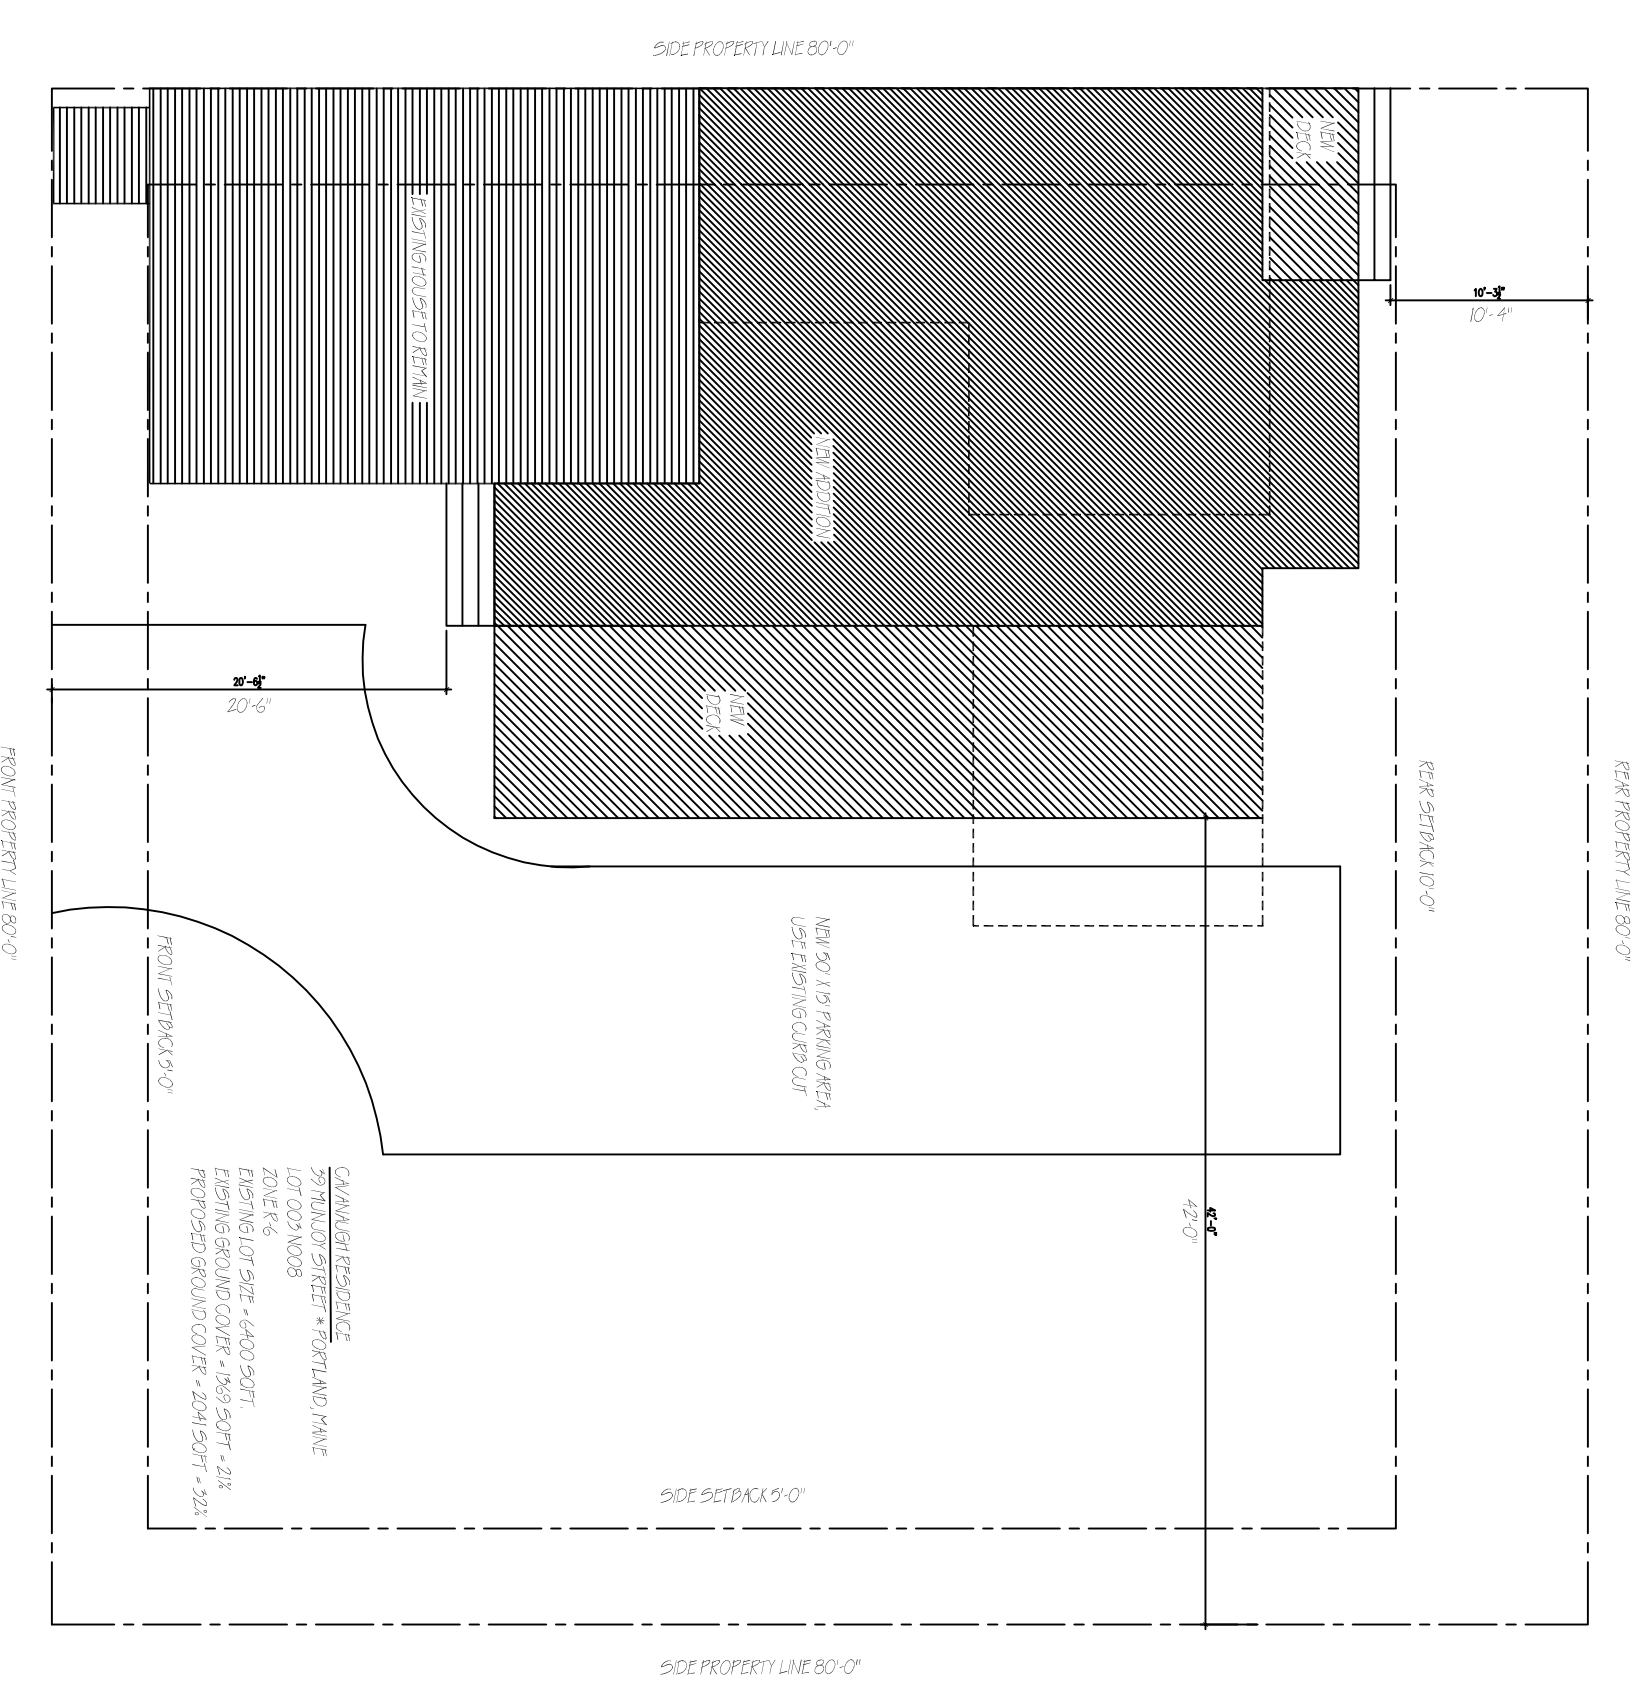 SIDE PROPERTY LINE 80'-0"
NEW
DECK
10'-3½"
10'-4"
EXISTING HOUSE TO REMAIN
NEW ADDITION
20'-6½"
20'-6"
NEW
DECK
FRONT PROPERTY LINE 80'-0"
REAR SETBACK 10'-0"
REAR PROPERTY LINE 80'-0"
FRONT SETBACK 5'-0"
NEW 50' X 15' PARKING AREA,
USE EXISTING CURB CUT
42'-0"
42'-0"
CAVANAUGH RESIDENCE
39 MUNJOY STREET * PORTLAND, MAINE
LOT 003 N008
ZONE R-6
EXISTING LOT SIZE = 6400 SQFT.
EXISTING GROUND COVER = 1369 SQFT = 21%
PROPOSED GROUND COVER = 2041 SQFT = 32%
SIDE SETBACK 5'-0"
SIDE PROPERTY LINE 80'-0"